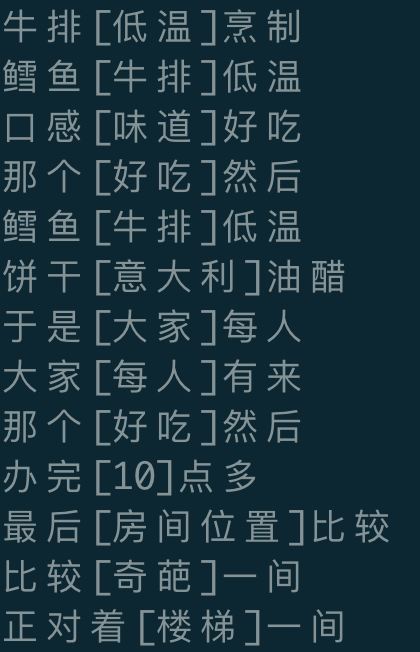 牛排[低温]烹制
鳕鱼[牛排]低温
口感[味道]好吃
那个[好吃]然后
鳕鱼[牛排]低温
饼干[意大利]油醋
于是[大家]每人
大家[每人]有来
那个[好吃]然后
办完[10]点多
最后[房间位置]比较
比较[奇葩]一间
正对着[楼梯]一间